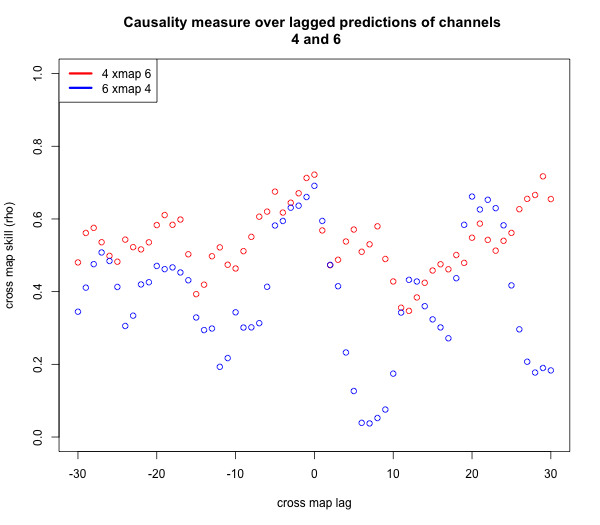 Causality measure over lagged predictions of channels
4 and 6
4 xmap 6
6 xmap 4
cross map skill (rho)
1.0
0.8
0.6
0.4
0.2
0.0
-30 -20 -10 0 10 20 30
cross map lag